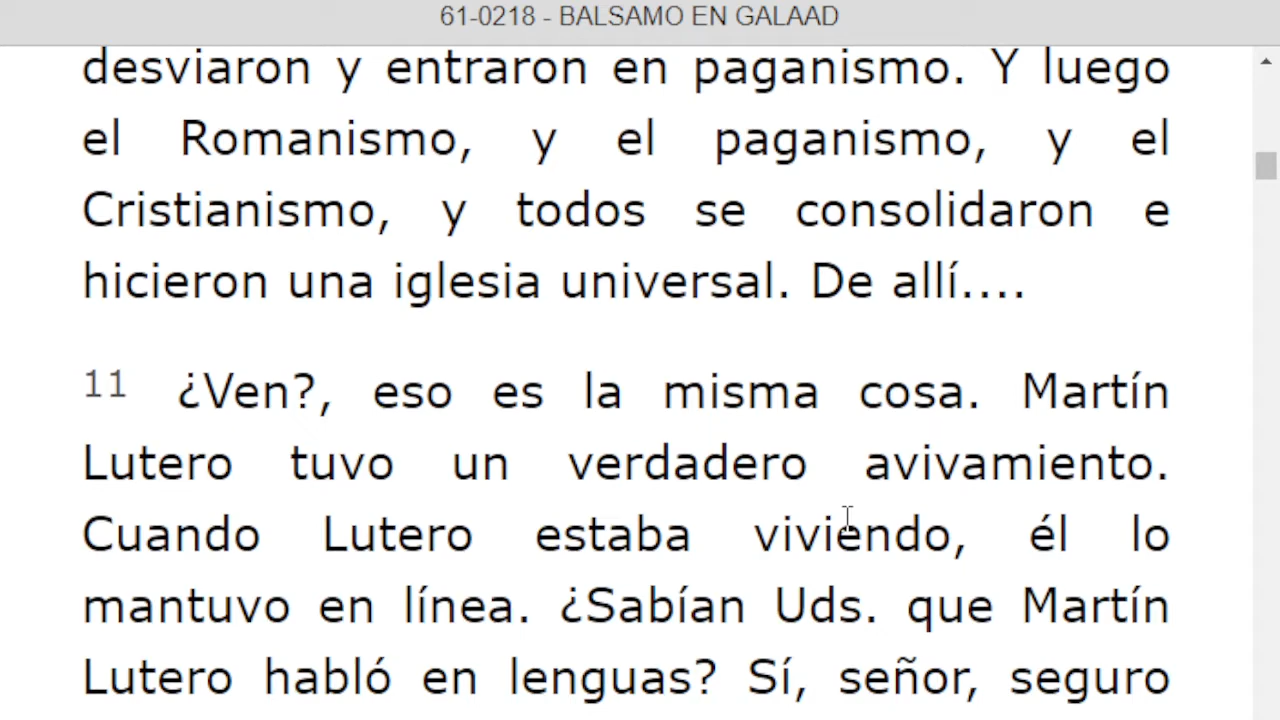 61-0218 - BALSAMO EN GALAAD
desviaron y entraron en paganismo. Y luego
el Romanismo, y el paganismo, y el
Cristianismo, y todos se consolidaron e
hicieron una iglesia universal. De allí....
11 ¿Ven?, eso es la misma cosa. Martín
Lutero tuvo un verdadero avivamiento.
Cuando Lutero estaba viviendo, él lo
mantuvo en línea. ¿Sabían Uds. que Martín
Lutero habló en lenguas? Sí, señor, seguro